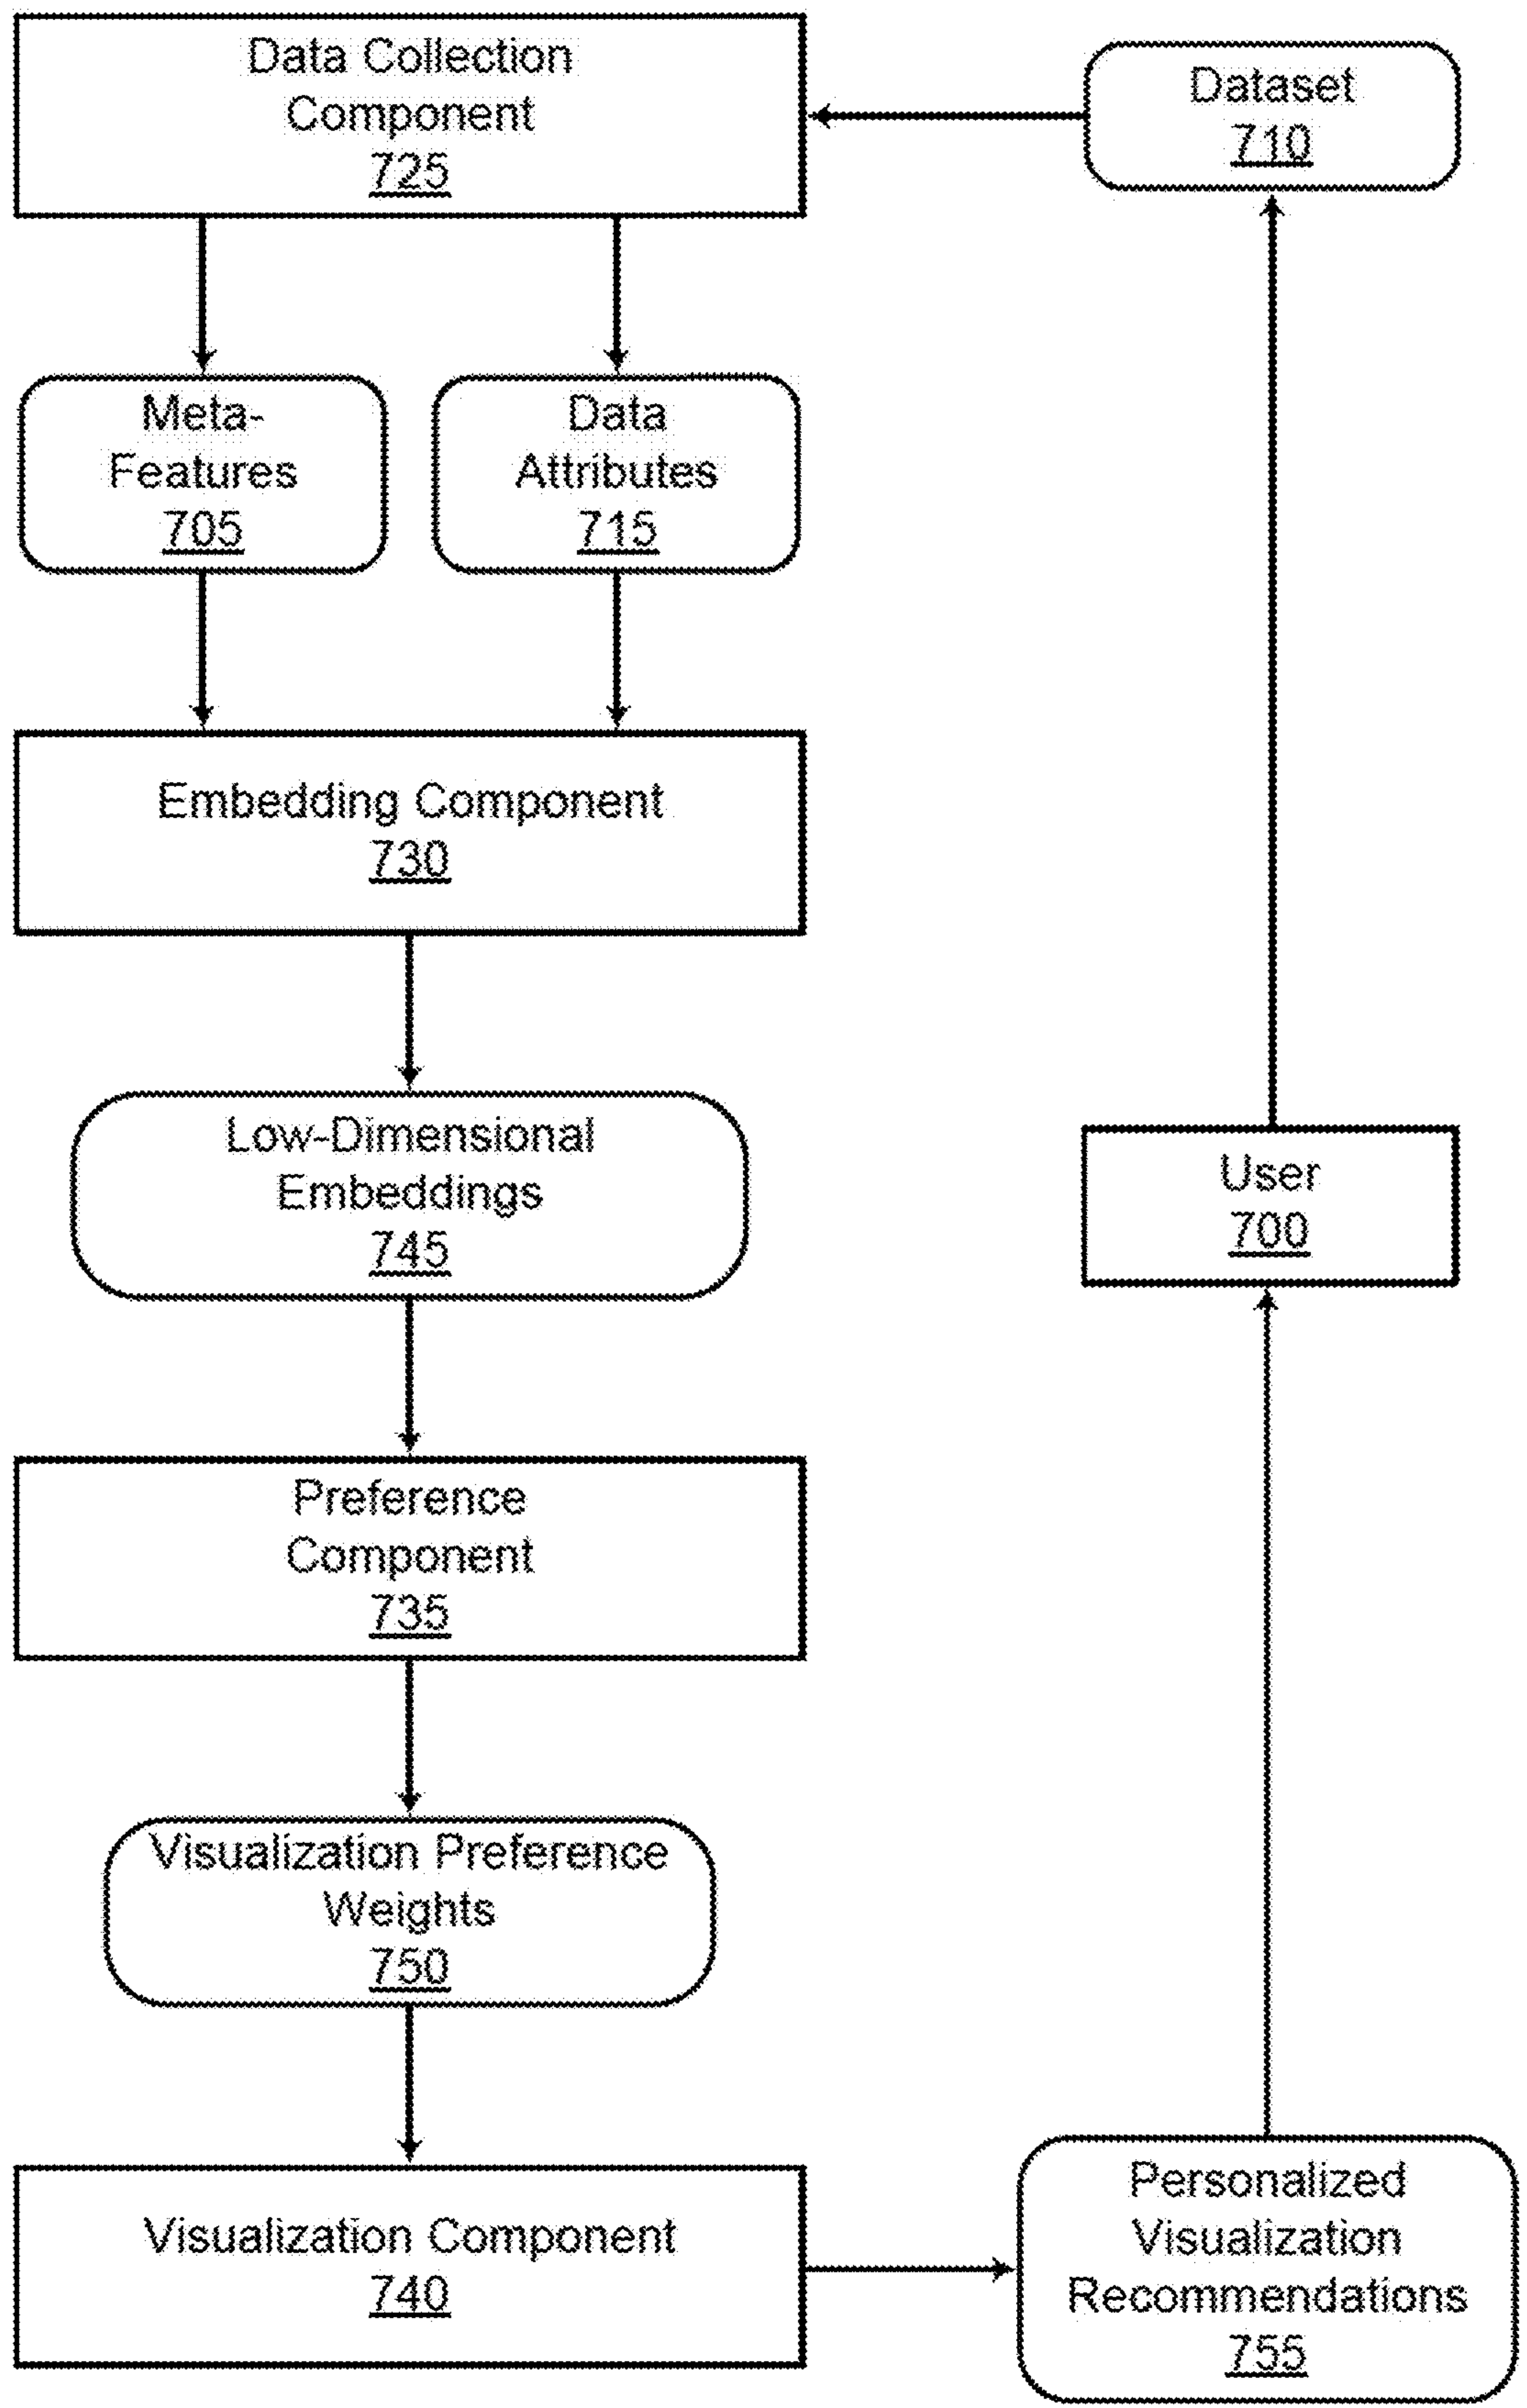 Data Collection
Component
725
Dataset
710
Meta-
Features
705
Data
Attributes
715
Embedding Component
730
Low-Dimensional
Embeddings
745
User
700
Preference
Component
735
Visualization Preference
Weights
750
Visualization Component
740
Personalized
Visualization
Recommendations
755